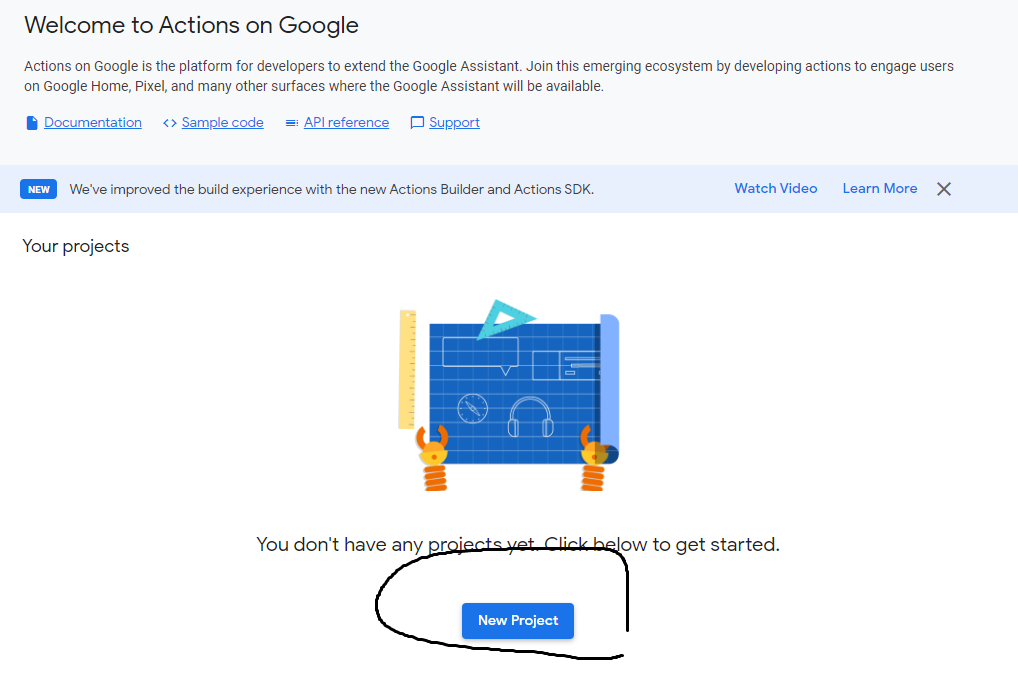 Welcome to Actions on Google
Actions on Google is the platform for developers to extend the Google Assistant. Join this emerging ecosystem by developing actions to engage users
on Google Home, Pixel, and many other surfaces where the Google Assistant will be available.
Documentation Sample code API reference Support
NEW We've improved the build experience with the new Actions Builder and Actions SDK. Watch Video Learn More
Your projects
You don't have any projects yet. Click below to get started.
New Project